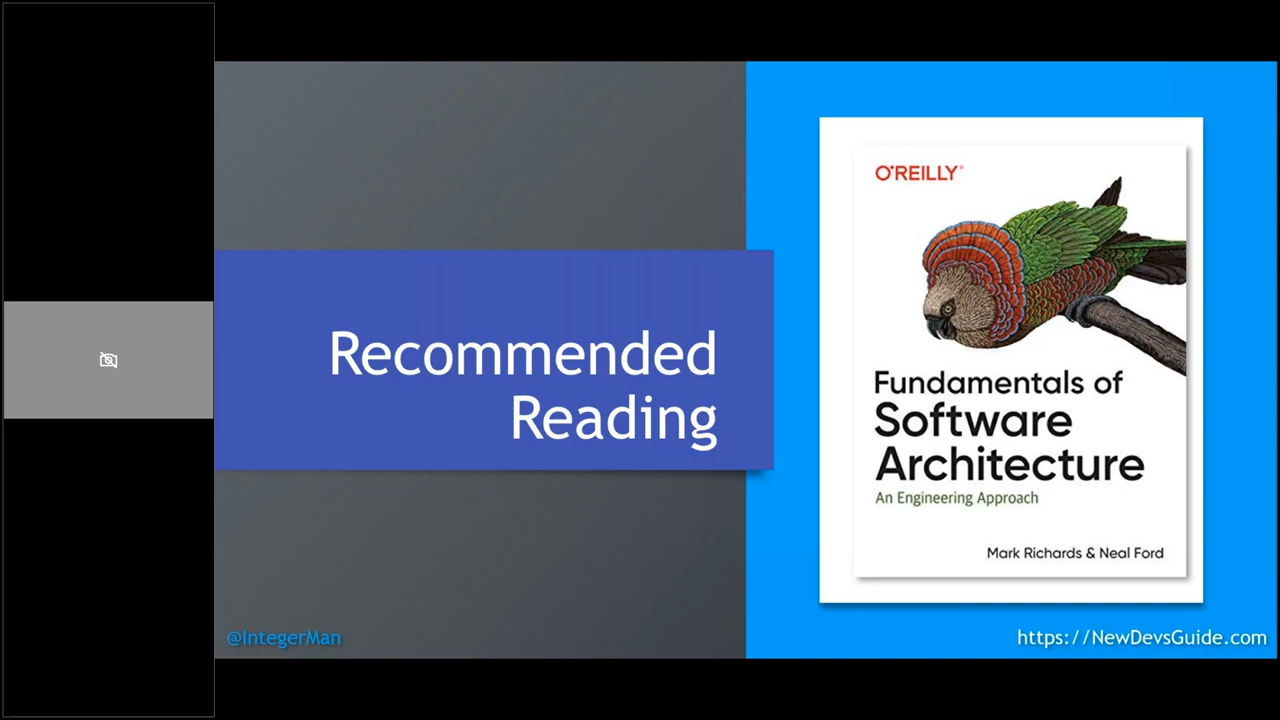 Recommended
Reading
O'REILLY®
Fundamentals of
Software
Architecture
An Engineering Approach
Mark Richards & Neal Ford
@IntegerMan
https://NewDevsGuide.com